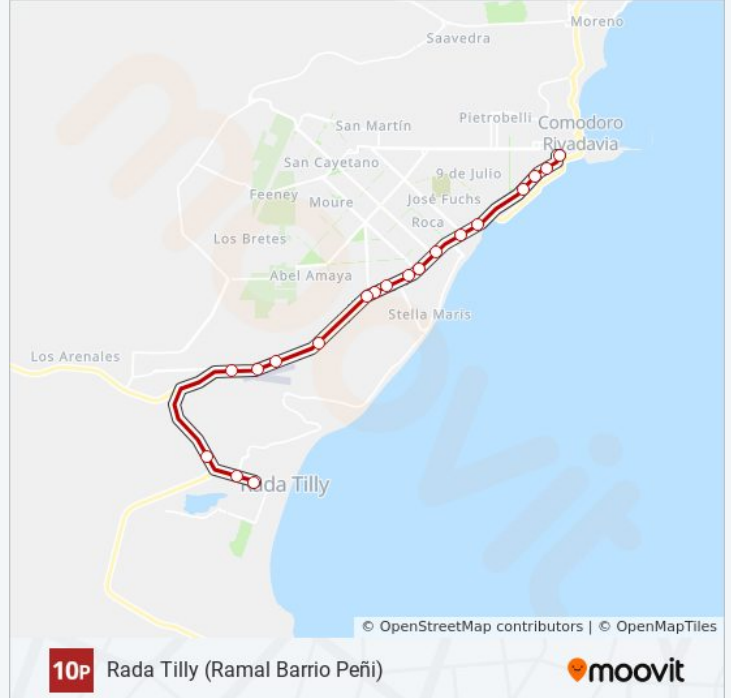 Moreno
Saavedra
Pietrobelli
Comodoro
Rivadavia
San Martín
San Cayetano
9 de Julio
Feeney
Moure
José Fuchs
Roca
Los Bretes
Abel Amaya
Stella Maris
Los Arenales
Rada Tilly
moovit
© OpenStreetMap contributors | © OpenMapTiles
10P
Rada Tilly (Ramal Barrio Peñi)
moovit